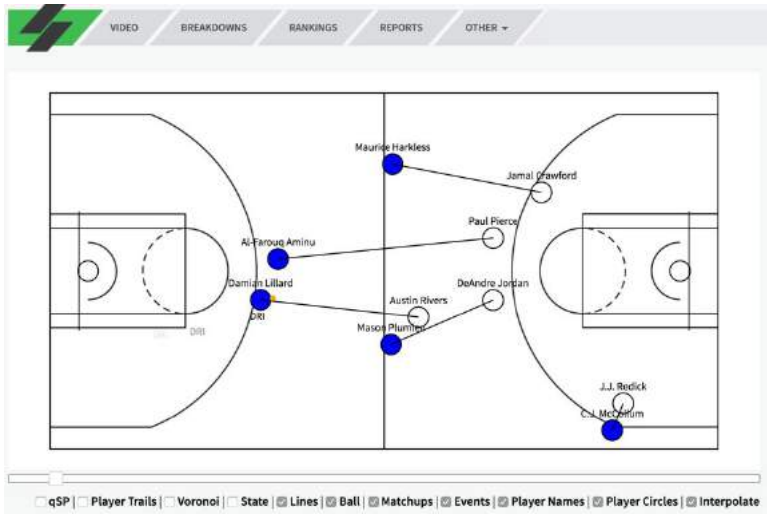 VIDEO BREAKDOWNS RANKINGS REPORTS OTHER
Maurice Harkless
Jamal Crawford
Paul Pierce
Al-Farouq Aminu
Damian Lillard
DeAndre Jordan
Austin Rivers
DRI
Mason Plumlee
DRI
J.J. Redick
C.J. McCollum
qSP | Player Trails | Voronoi | State | Lines | Ball | Matchups | Events | Player Names | Player Circles | Interpolate